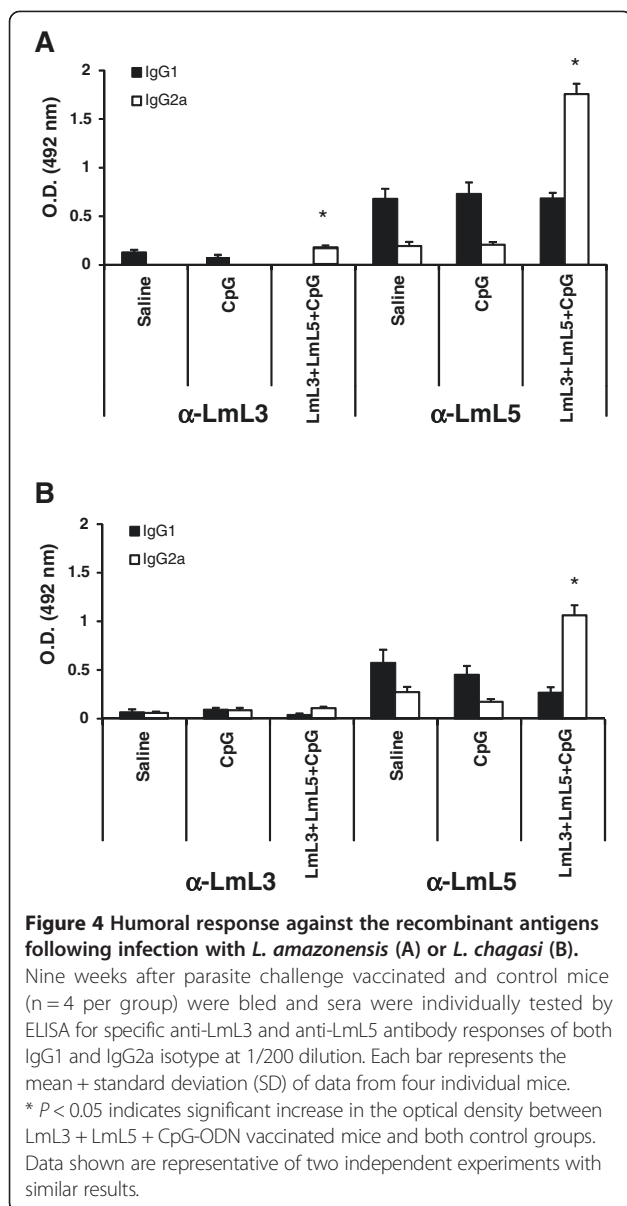 A
IgG1
IgG2a
O.D. (492 nm)
2
1.5
1
0.5
0
*
*
Saline
CpG
LmL3+LmL5+CpG
Saline
CpG
LmL3+LmL5+CpG
α-LmL3
α-LmL5
B
IgG1
IgG2a
O.D. (492 nm)
2
1.5
1
0.5
0
*
Saline
CpG
LmL3+LmL5+CpG
Saline
CpG
LmL3+LmL5+CpG
α-LmL3
α-LmL5
Figure 4 Humoral response against the recombinant antigens
following infection with L. amazonensis (A) or L. chagasi (B).
Nine weeks after parasite challenge vaccinated and control mice
(n = 4 per group) were bled and sera were individually tested by
ELISA for specific anti-LmL3 and anti-LmL5 antibody responses of both
IgG1 and IgG2a isotype at 1/200 dilution. Each bar represents the
mean + standard deviation (SD) of data from four individual mice.
* P < 0.05 indicates significant increase in the optical density between
LmL3 + LmL5 + CpG-ODN vaccinated mice and both control groups.
Data shown are representative of two independent experiments with
similar results.